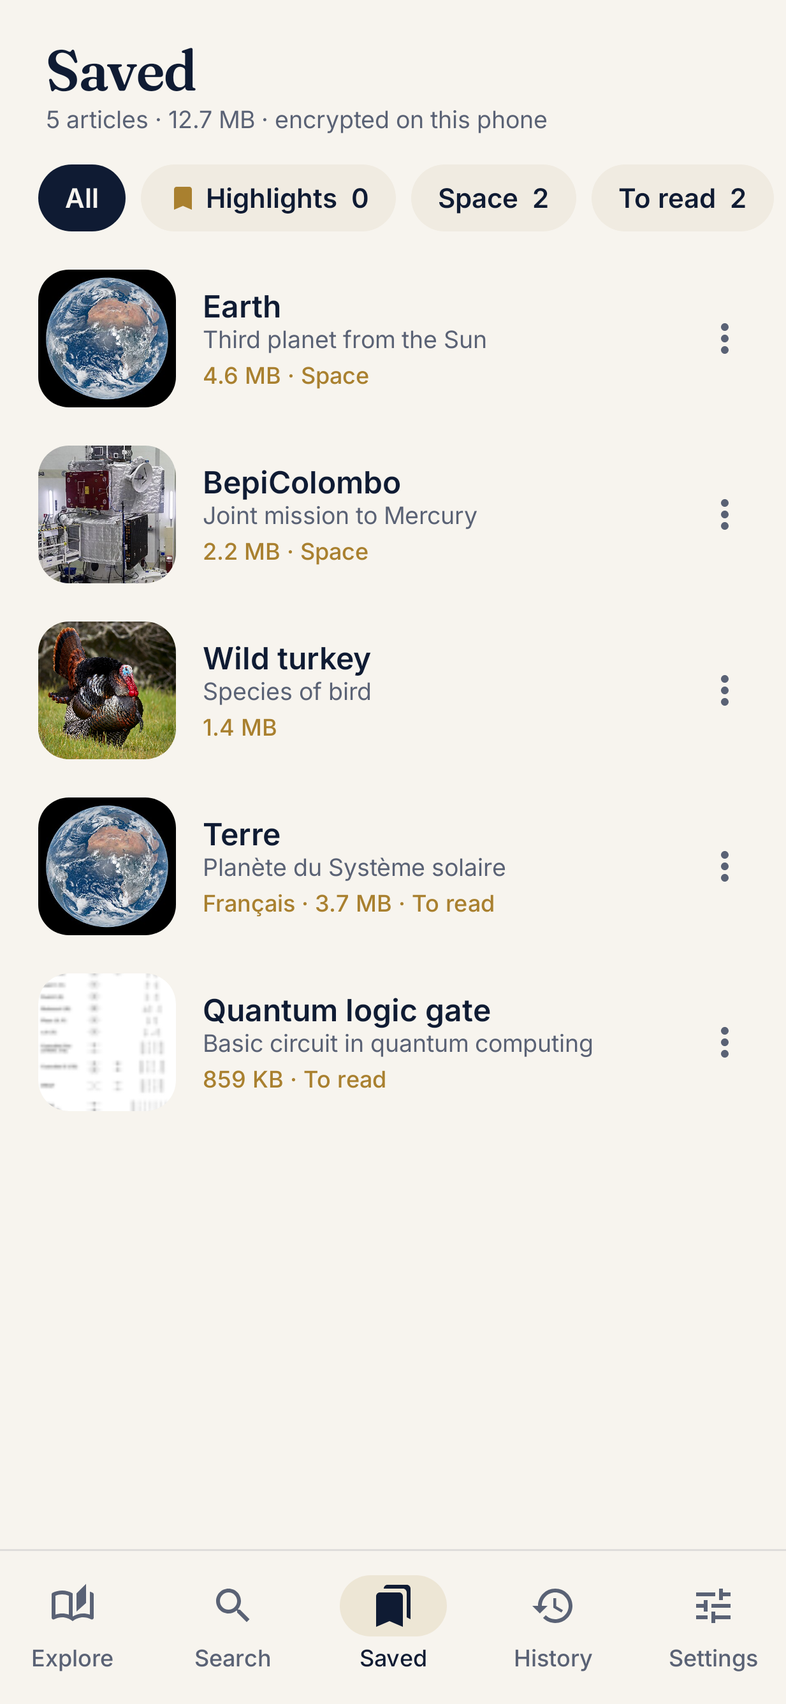 Saved
5 articles · 12.7 MB · encrypted on this phone
All
Highlights 0
Space 2
To read 2
Earth
Third planet from the Sun
4.6 MB · Space
BepiColombo
Joint mission to Mercury
2.2 MB · Space
Wild turkey
Species of bird
1.4 MB
Terre
Planète du Système solaire
Français · 3.7 MB · To read
Quantum logic gate
Basic circuit in quantum computing
859 KB · To read
Explore
Search
Saved
History
Settings